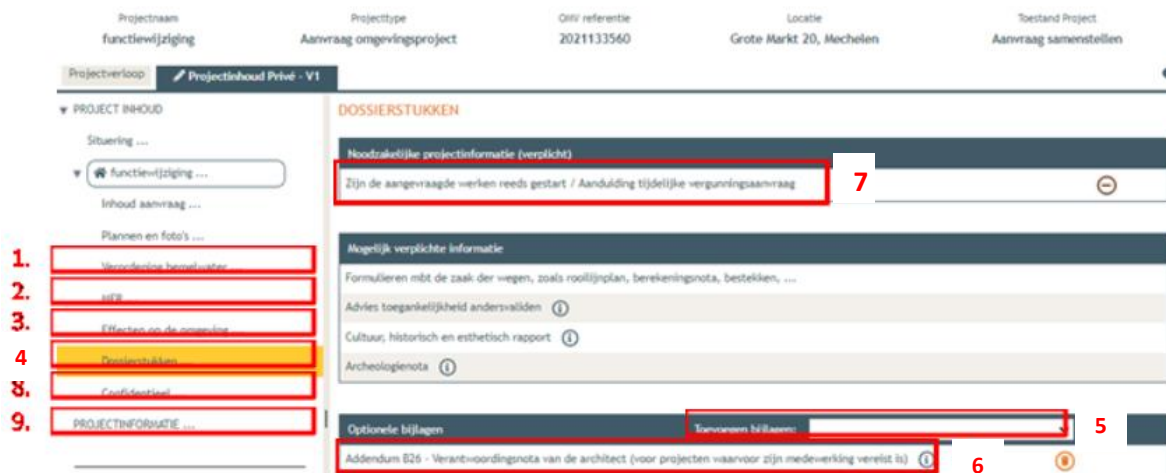 Projectnaam Projecttype OMV referentie Locatie Toestand Project
functiewijziging Aanvraag omgevingsproject 2021133560 Grote Markt 20, Mechelen Aanvraag samenstellen
Projectverloop Projectinhoud Privé - V1
PROJECT INHOUD
DOSSIERSTUKKEN
Situering ...
Noodzakelijke projectinformatie (verplicht)
functiewijziging ...
Zijn de aangevraagde werken reeds gestart / Aanduiding tijdelijke vergunningsaanvraag 7
Inhoud aanvraag ...
Plannen en foto's ...
Mogelijk verplichte informatie
1. Verordening hemelwater ...
Formulieren mbt de zaak der wegen, zoals rooilijnplan, berekeningsnota, bestekken, ...
2. MER
Advies toegankelijkheid andersvaliden
3. Effecten op de omgeving ...
Cultuur, historisch en esthetisch rapport
4 Dossierstukken
Archeologienota
8. Confidentieel
9. PROJECTINFORMATIE ...
Optionele bijlagen Toevoegen bijlagen: 5
Addendum B26 - Verantwoordingsnota van de architect (voor projecten waarvoor zijn medewerking vereist is) 6